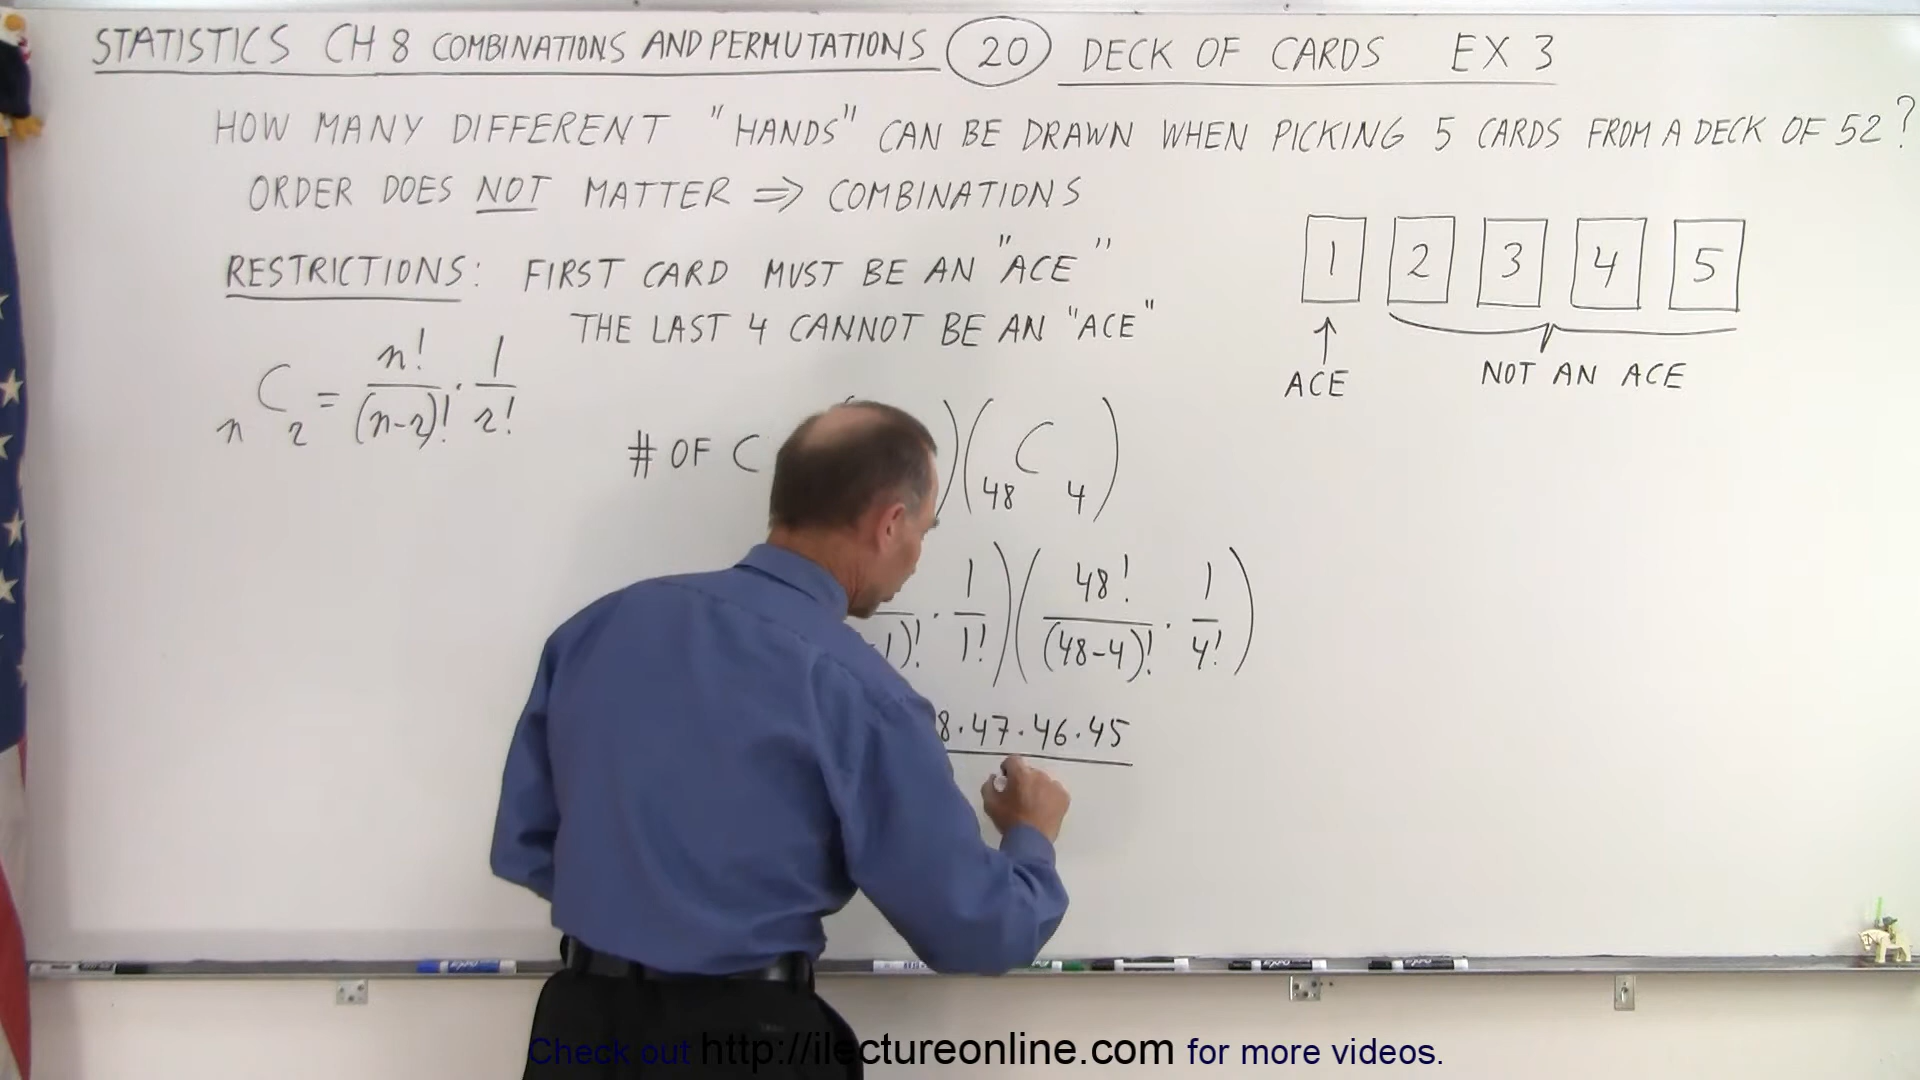 STATISTICS CH 8 COMBINATIONS AND PERMUTATIONS 20 DECK OF CARDS EX 3
HOW MANY DIFFERENT "HANDS" CAN BE DRAWN WHEN PICKING 5 CARDS FROM A DECK OF 52?
ORDER DOES NOT MATTER ⇒ COMBINATIONS
RESTRICTIONS: FIRST CARD MUST BE AN "ACE"
THE LAST 4 CANNOT BE AN "ACE"
1 2 3 4 5
ACE
NOT AN ACE
nCr = n!/(n-r)! · 1/r!
# OF C )(48C4)
1)! · 1/1!)(48!/(48-4)! · 1/4!)
8·47·46·45
Check out http://ilectureonline.com for more videos.